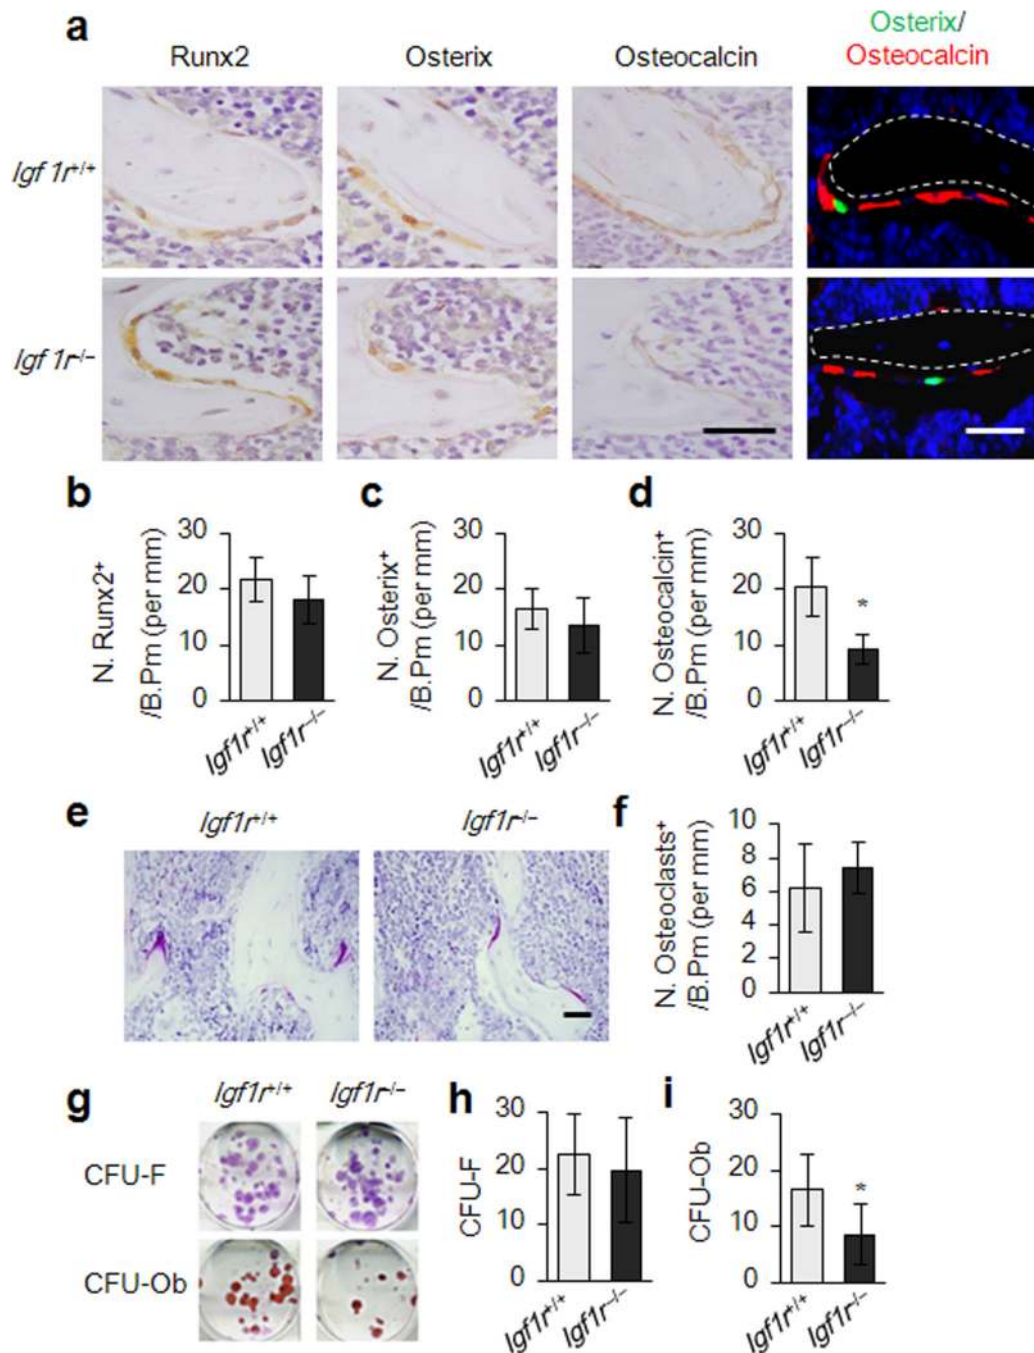 a
Runx2
Osterix
Osteocalcin
Osterix/
Osteocalcin
Igf 1r+/+
Igf 1r–/–
b
N. Runx2+
/B.Pm (per mm)
30
20
10
0
Igf1r+/+
Igf1r–/–
c
N. Osterix+
/B.Pm (per mm)
30
20
10
0
Igf1r+/+
Igf1r–/–
d
N. Osteocalcin+
/B.Pm (per mm)
30
20
10
0
*
Igf1r+/+
Igf1r–/–
e
Igf1r+/+
Igf1r–/–
f
N. Osteoclasts+
/B.Pm (per mm)
10
8
6
4
2
0
Igf1r+/+
Igf1r–/–
g
Igf1r+/+
Igf1r–/–
CFU-F
CFU-Ob
h
CFU-F
30
20
10
0
Igf1r+/+
Igf1r–/–
i
CFU-Ob
30
20
10
0
*
Igf1r+/+
Igf1r–/–